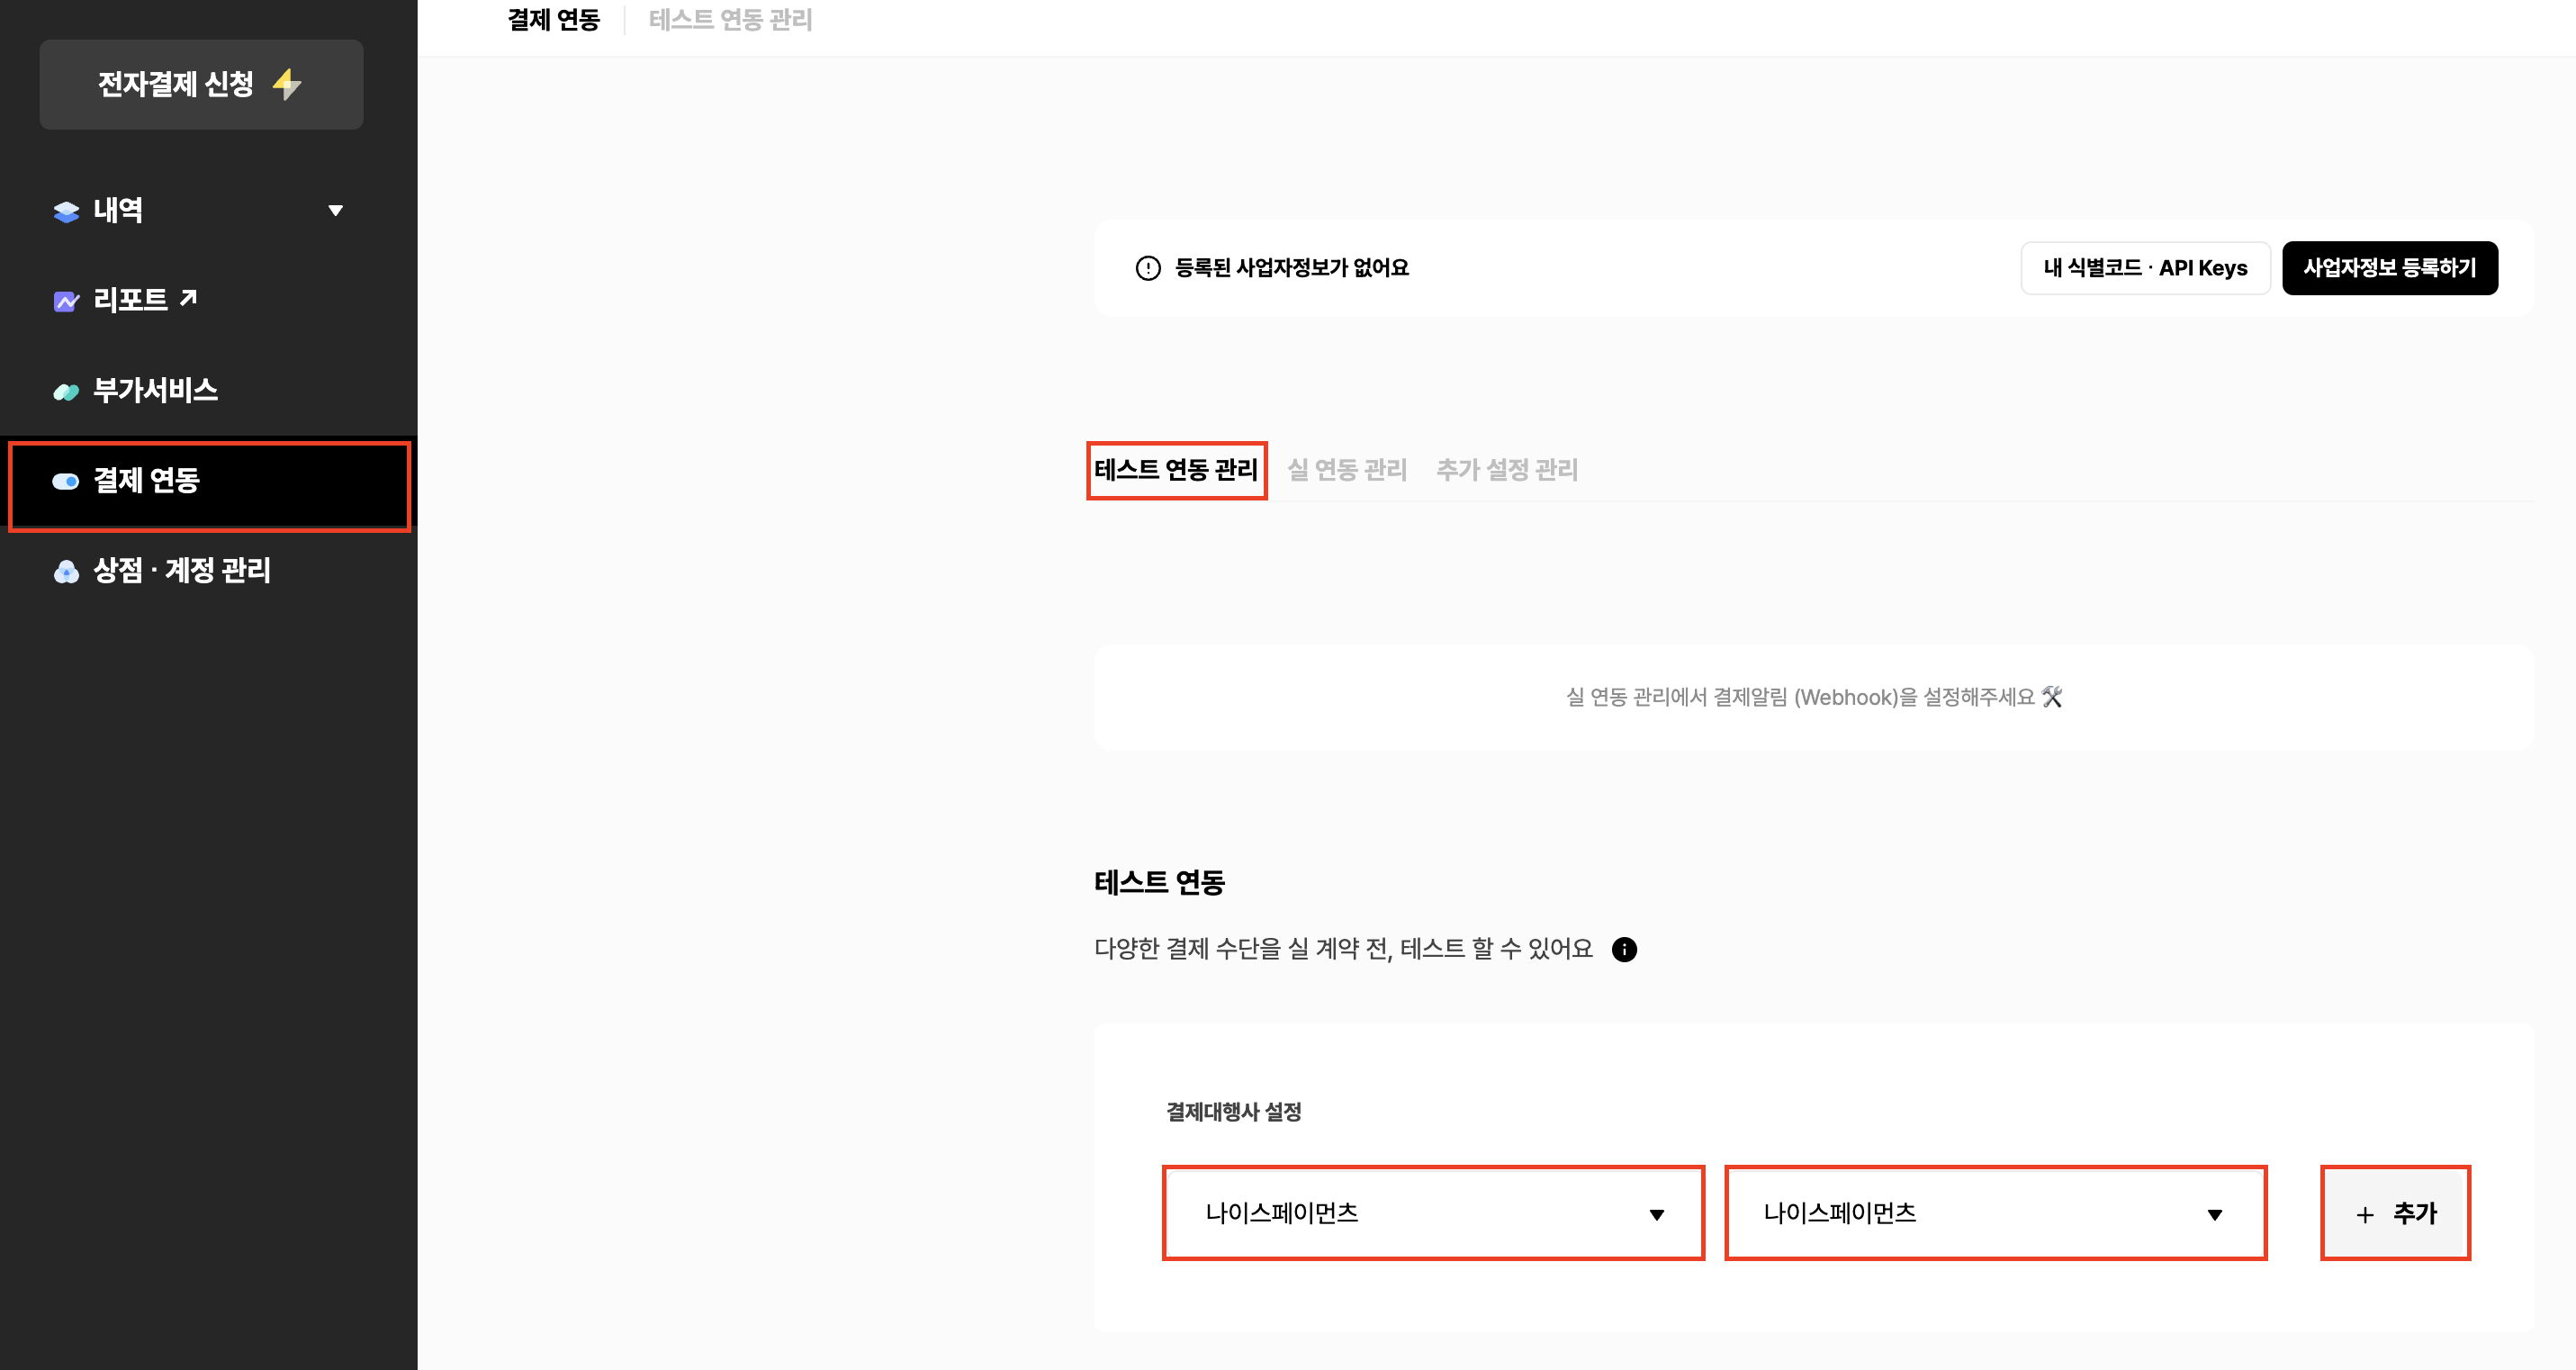 전자결제 신청
내역
리포트
부가서비스
결제 연동
상점 · 계정 관리
결제 연동
테스트 연동 관리
등록된 사업자정보가 없어요
내 식별코드 · API Keys
사업자정보 등록하기
테스트 연동 관리
실 연동 관리
추가 설정 관리
실 연동 관리에서 결제알림 (Webhook)을 설정해주세요
테스트 연동
다양한 결제 수단을 실 계약 전, 테스트 할 수 있어요
결제대행사 설정
나이스페이먼츠
나이스페이먼츠
+ 추가